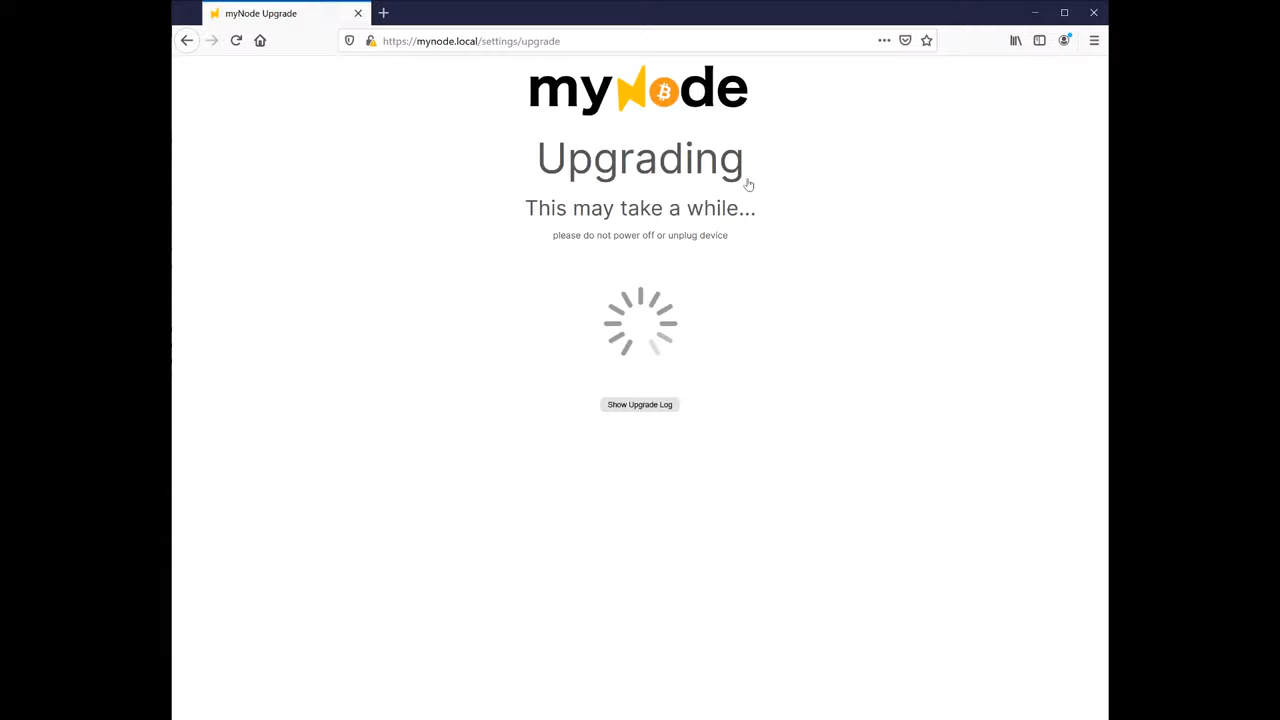 myNode Upgrade
https://mynode.local/settings/upgrade
myNode
Upgrading
This may take a while...
please do not power off or unplug device
Show Upgrade Log